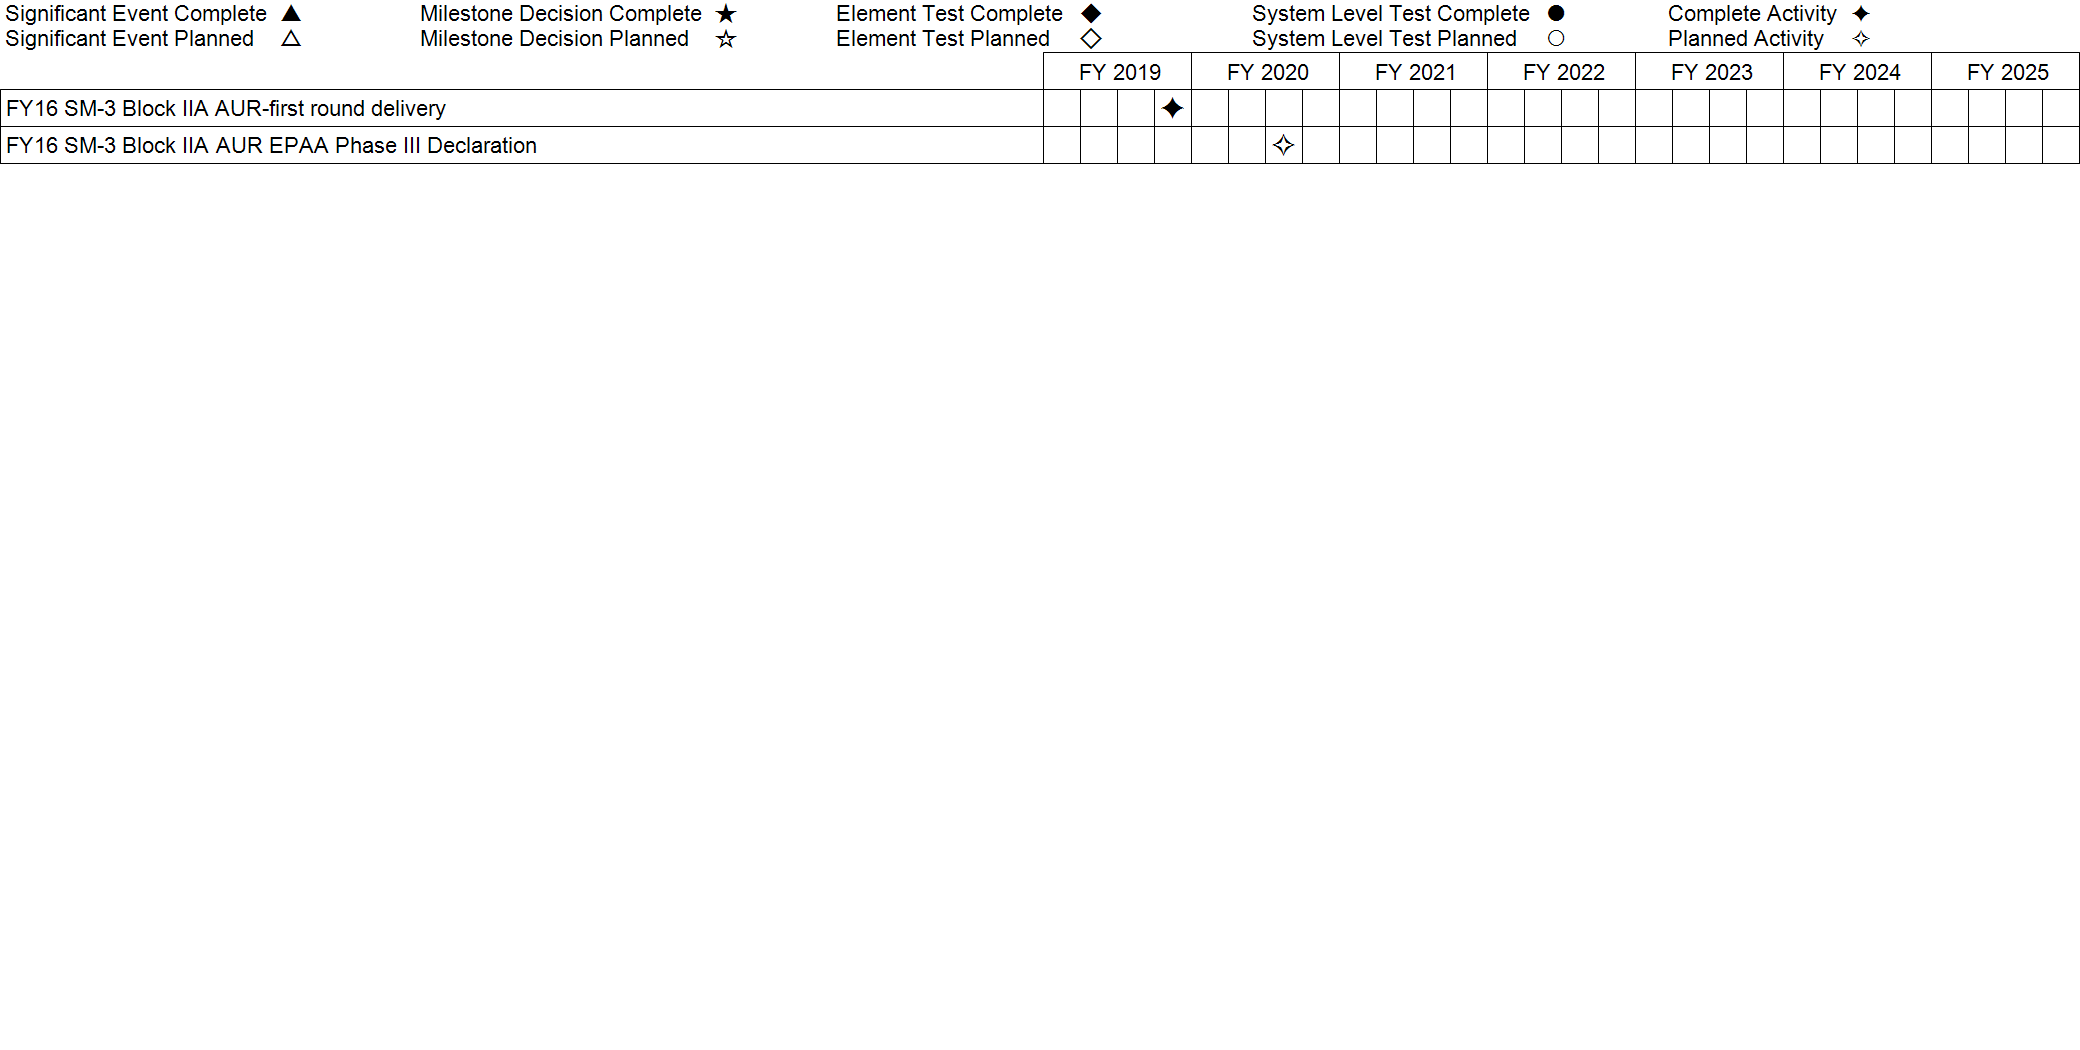 Significant Event Complete ▲ Milestone Decision Complete ★ Element Test Complete ◆ System Level Test Complete ● Complete Activity ✦
Significant Event Planned △ Milestone Decision Planned ☆ Element Test Planned ◇ System Level Test Planned ○ Planned Activity ✧
FY 2019 FY 2020 FY 2021 FY 2022 FY 2023 FY 2024 FY 2025
FY16 SM-3 Block IIA AUR-first round delivery ✦
FY16 SM-3 Block IIA AUR EPAA Phase III Declaration ✧